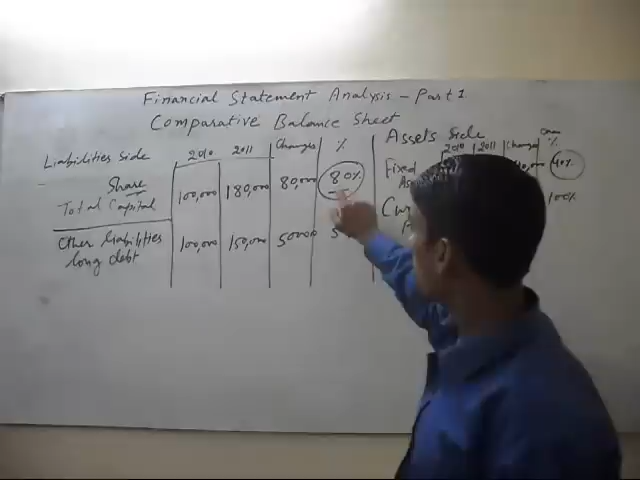 Financial Statement Analysis - Part 1
Comparative Balance Sheet
Liabilities side 2010 2011 Changes %
Share
Total Capital 100,000 180,000 80,000 80%
Other liabilities 100,000 150,000 50000 5
long debt
Assets side
2010 2011 Change %
Fixed 40%
100%